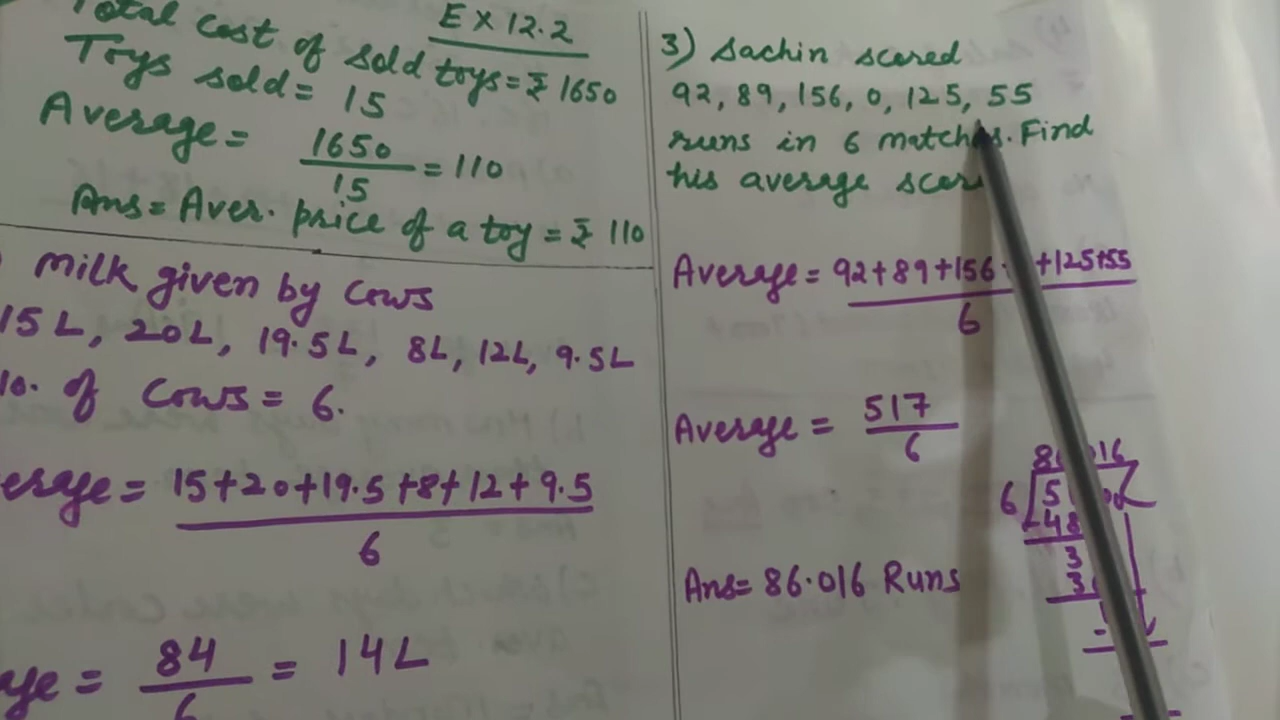 Ex 12.2
Total cost of sold toys = ₹ 1650
Toys sold = 15
Average =
1650
15
= 110
Ans = Aver. price of a toy = ₹ 110
Milk given by Cows
15 L, 20L, 19.5L, 8L, 12L, 9.5L
of Cows = 6.
= 15+20+19.5+8+12+9.5
6
= 84
6
= 14L
3) Sachin scored
92, 89, 156, 0, 125, 55
runs in 6 matches. Find
his average
Average = 92+89+156 +125+55
6
Average = 517
6
6
Ans = 86.016 Runs